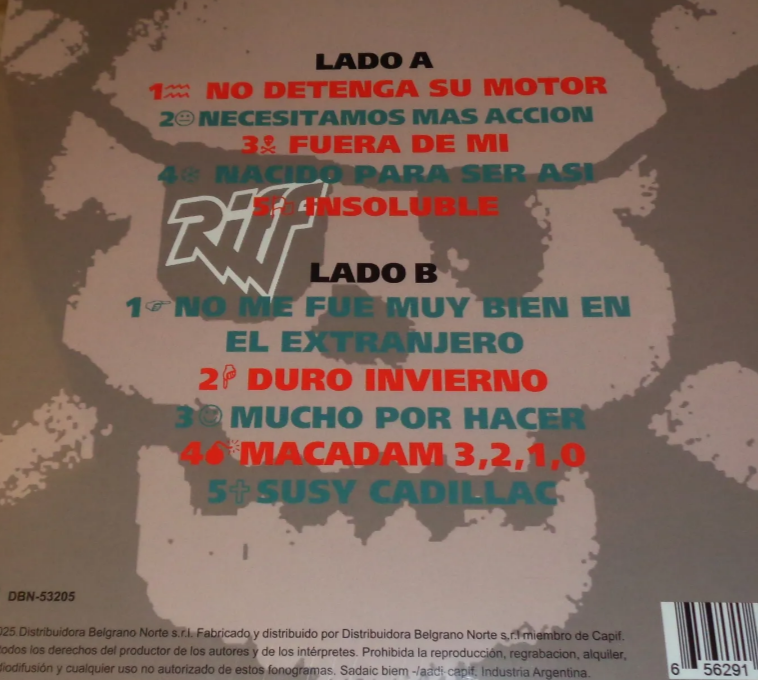 LADO A
1 NO DETENGA SU MOTOR
2 NECESITAMOS MAS ACCION
3 FUERA DE MI
4 NACIDO PARA SER ASI
5 INSOLUBLE
Riff
LADO B
1 NO ME FUE MUY BIEN EN
EL EXTRANJERO
2 DURO INVIERNO
3 MUCHO POR HACER
4 MACADAM 3,2,1,0
5 SUSY CADILLAC
DBN-53205
025 Distribuidora Belgrano Norte s.r.l. Fabricado y distribuido por Distribuidora Belgrano Norte s.r.l miembro de Capif.
todos los derechos del productor de los autores y de los intérpretes. Prohibida la reproducción, regrabacion, alquiler,
diodifusión y cualquier uso no autorizado de estos fonogramas. Sadaic biem -/aadi-capif. Industria Argentina.
6 56291